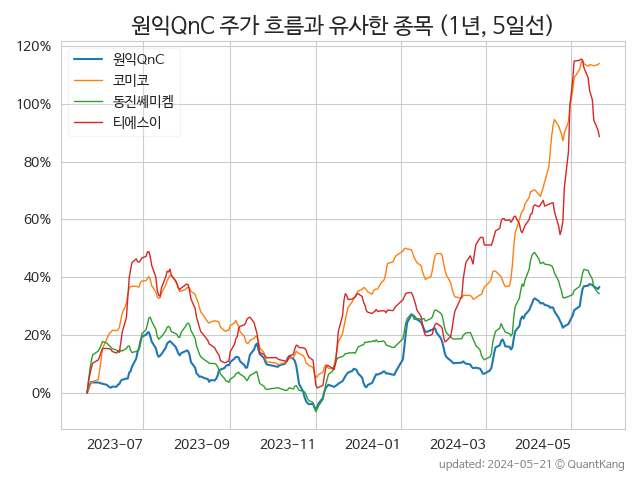 원익QnC 주가 흐름과 유사한 종목 (1년, 5일선)
120%
100%
80%
60%
40%
20%
0%
원익QnC
코미코
동진쎄미켐
티에스이
2023-07
2023-09
2023-11
2024-01
2024-03
2024-05
updated: 2024-05-21 © QuantKang